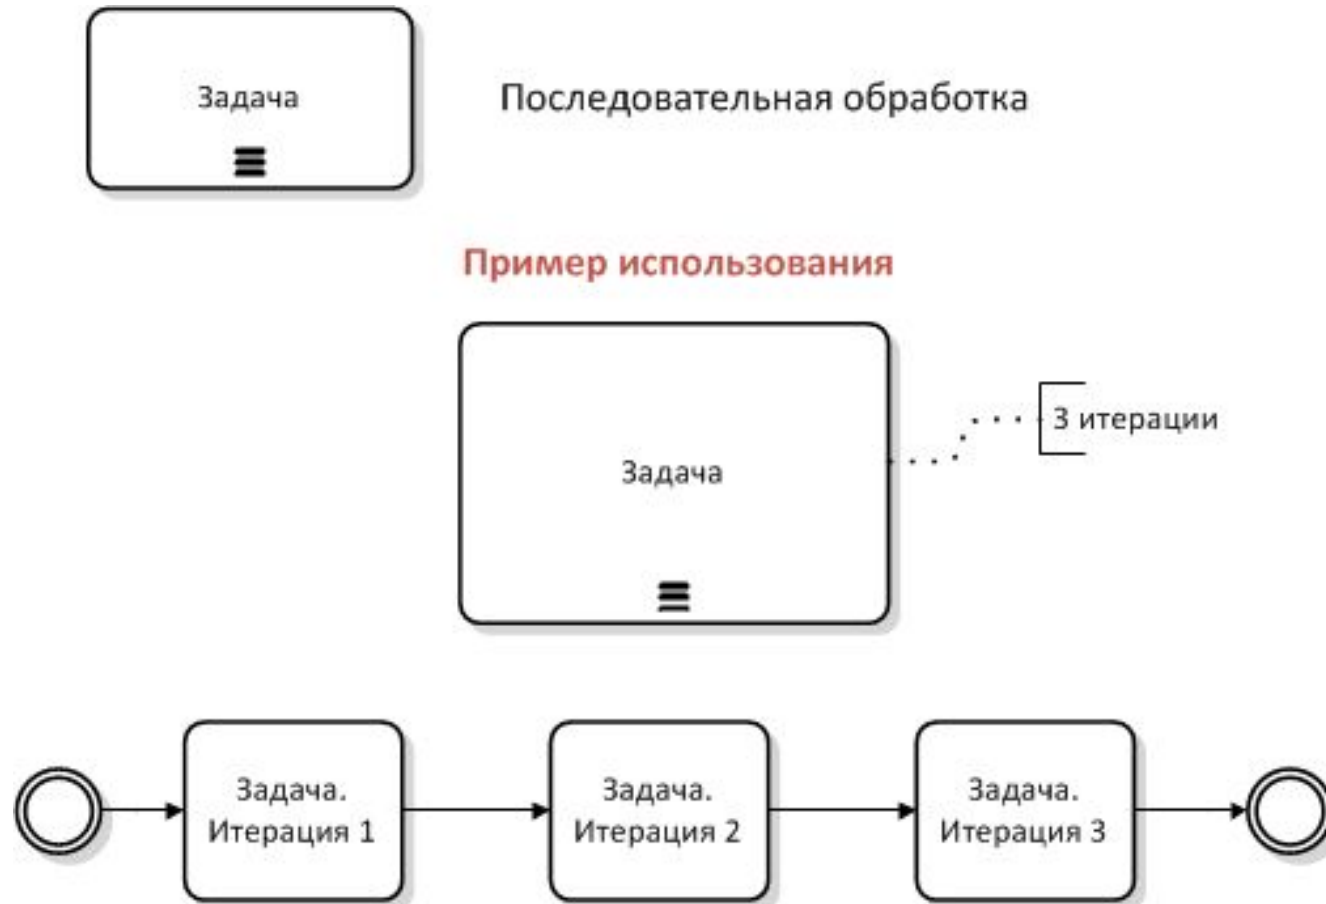 Задача
Последовательная обработка
Пример использования
3 итерации
Задача
Задача.
Итерация 1
Задача.
Итерация 2
Задача.
Итерация 3